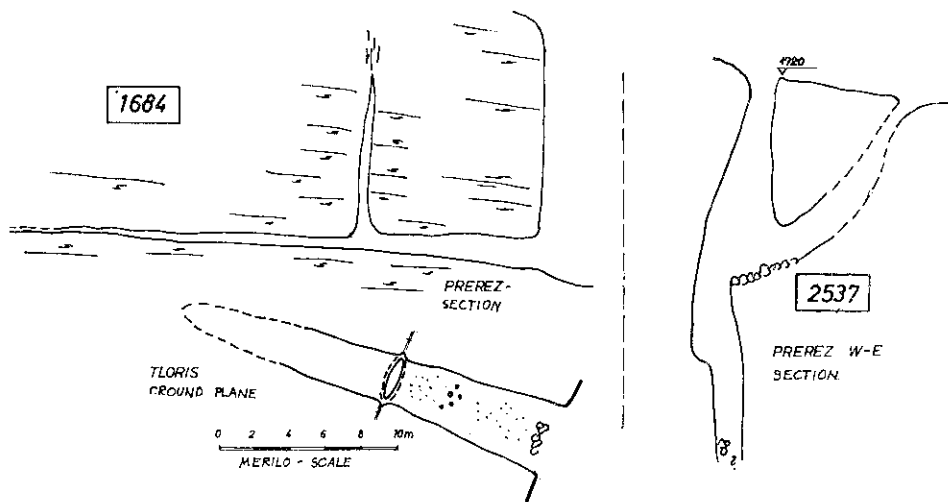 1684
PREREZ-
SECTION
TLORIS
GROUND PLANE
0 2 4 6 8 10m
MERILO - SCALE
1720
2537
PREREZ W-E
SECTION
?